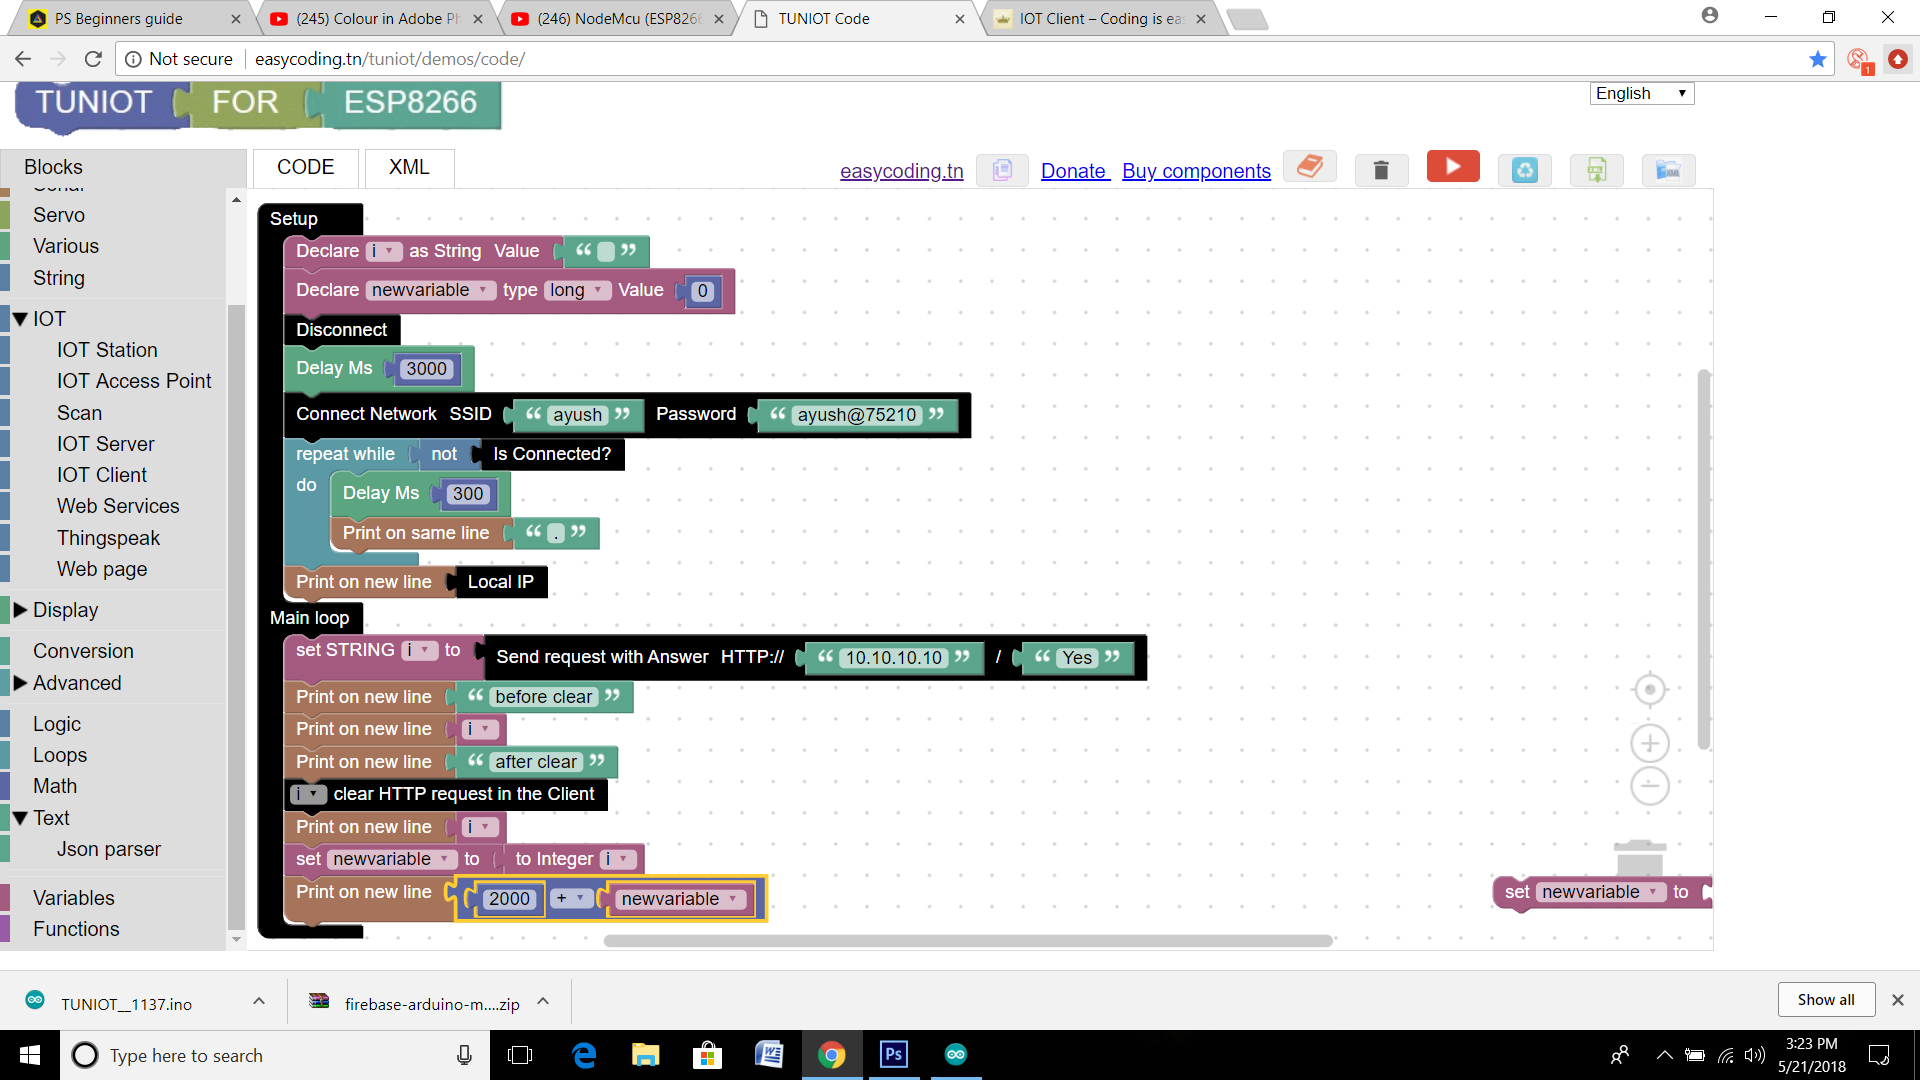 PS Beginners guide
(245) Colour in Adobe Ph
(246) NodeMcu (ESP826
TUNIOT Code
IOT Client – Coding is eas
Not secure easycoding.tn/tuniot/demos/code/
1
TUNIOT FOR ESP8266
English
Blocks
CODE
XML
easycoding.tn
Donate
Buy components
XML
Serial
Servo
Various
String
IOT
IOT Station
IOT Access Point
Scan
IOT Server
IOT Client
Web Services
Thingspeak
Web page
Display
Conversion
Advanced
Logic
Loops
Math
Text
Json parser
Variables
Functions
Setup
Declare i as String Value “ ”
Declare newvariable type long Value 0
Disconnect
Delay Ms 3000
Connect Network SSID “ ayush ” Password “ ayush@75210 ”
repeat while not Is Connected?
do Delay Ms 300
Print on same line “ . ”
Print on new line Local IP
Main loop
set STRING i to Send request with Answer HTTP:// “ 10.10.10.10 ” / “ Yes ”
Print on new line “ before clear ”
Print on new line i
Print on new line “ after clear ”
i clear HTTP request in the Client
Print on new line i
set newvariable to to Integer i
Print on new line 2000 + newvariable
set newvariable to
TUNIOT__1137.ino
firebase-arduino-m....zip
Show all
Type here to search
Ps
3:23 PM
5/21/2018